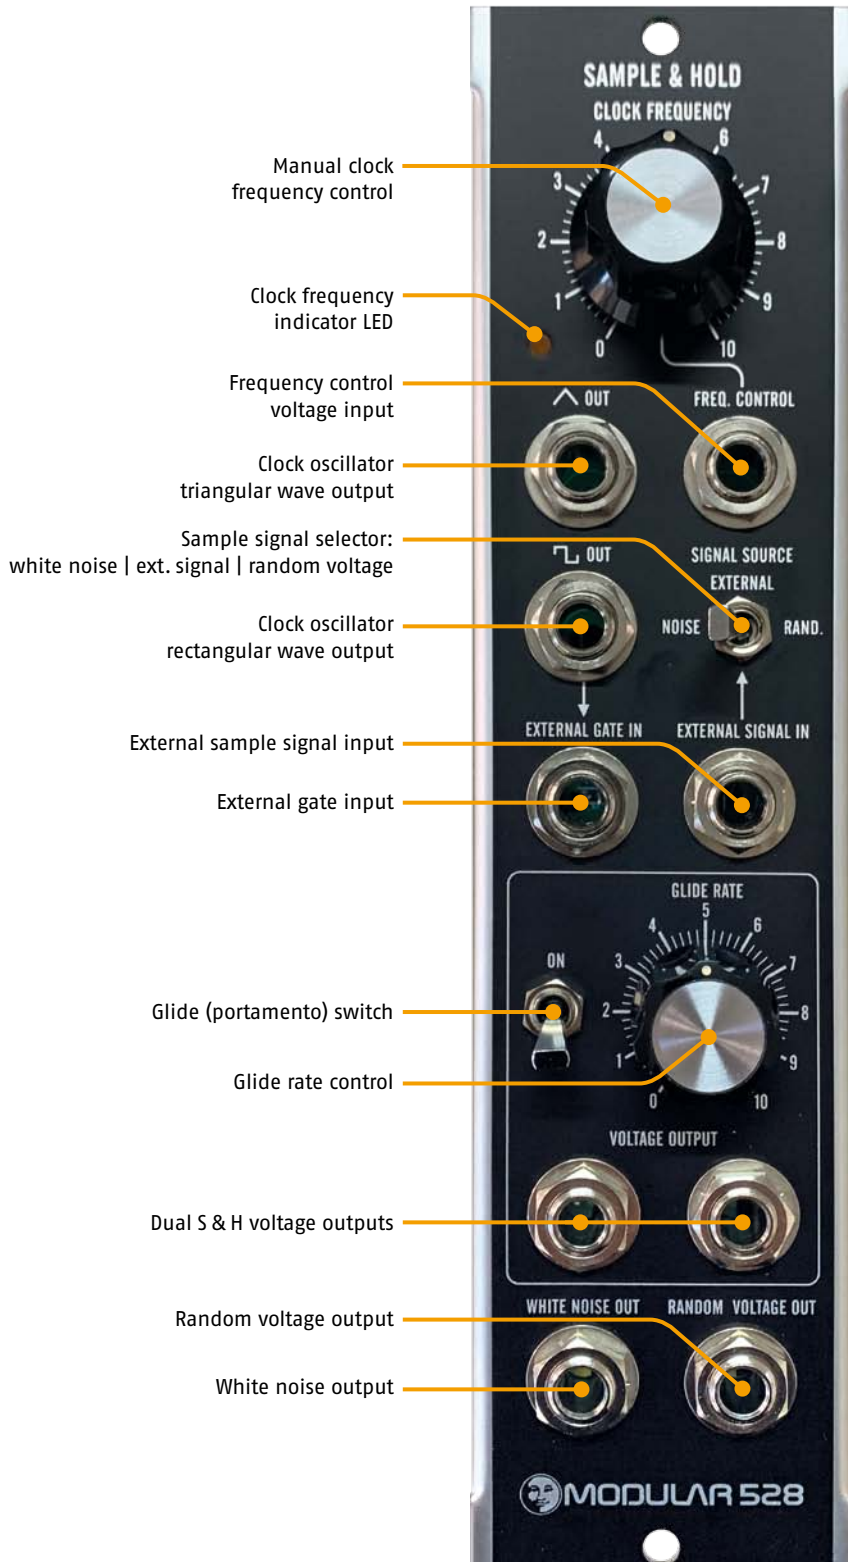 SAMPLE & HOLD
CLOCK FREQUENCY
4 6
3 7
2 8
1 9
0 10
Manual clock
frequency control
Clock frequency
indicator LED
Frequency control
voltage input
OUT FREQ. CONTROL
Clock oscillator
triangular wave output
Sample signal selector:
white noise | ext. signal | random voltage
OUT SIGNAL SOURCE
EXTERNAL
NOISE RAND.
Clock oscillator
rectangular wave output
EXTERNAL GATE IN EXTERNAL SIGNAL IN
External sample signal input
External gate input
GLIDE RATE
5
4 6
3 7
2 8
1 9
0 10
ON
Glide (portamento) switch
Glide rate control
VOLTAGE OUTPUT
Dual S & H voltage outputs
WHITE NOISE OUT RANDOM VOLTAGE OUT
Random voltage output
White noise output
MODULAR 528